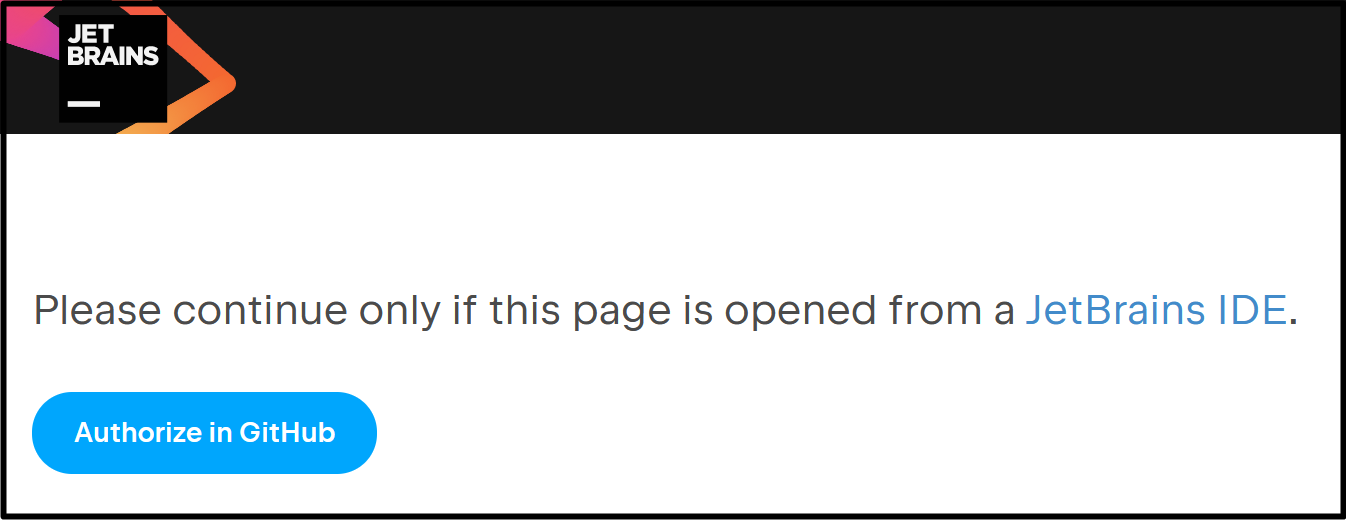 JET
BRAINS
Please continue only if this page is opened from a JetBrains IDE.
Authorize in GitHub